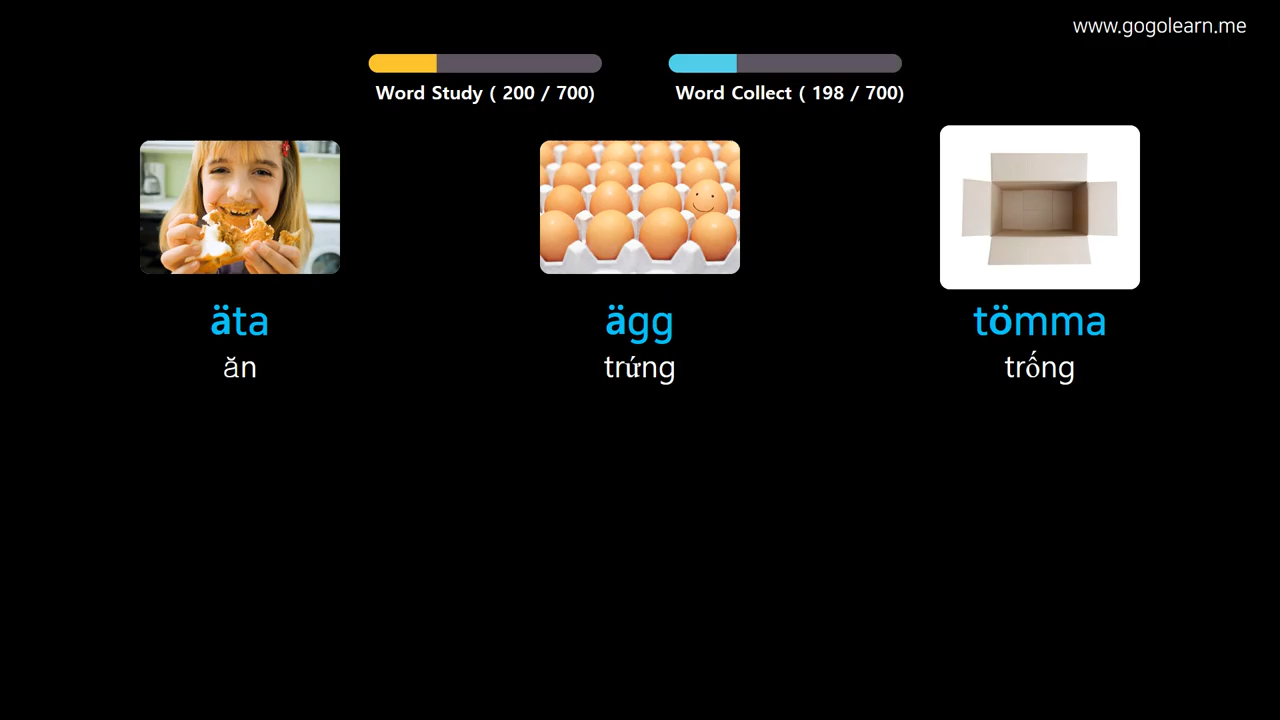 www.gogolearn.me
Word Study ( 200 / 700)
Word Collect ( 198 / 700)
äta
ägg
tömma
ăn
trứng
trống